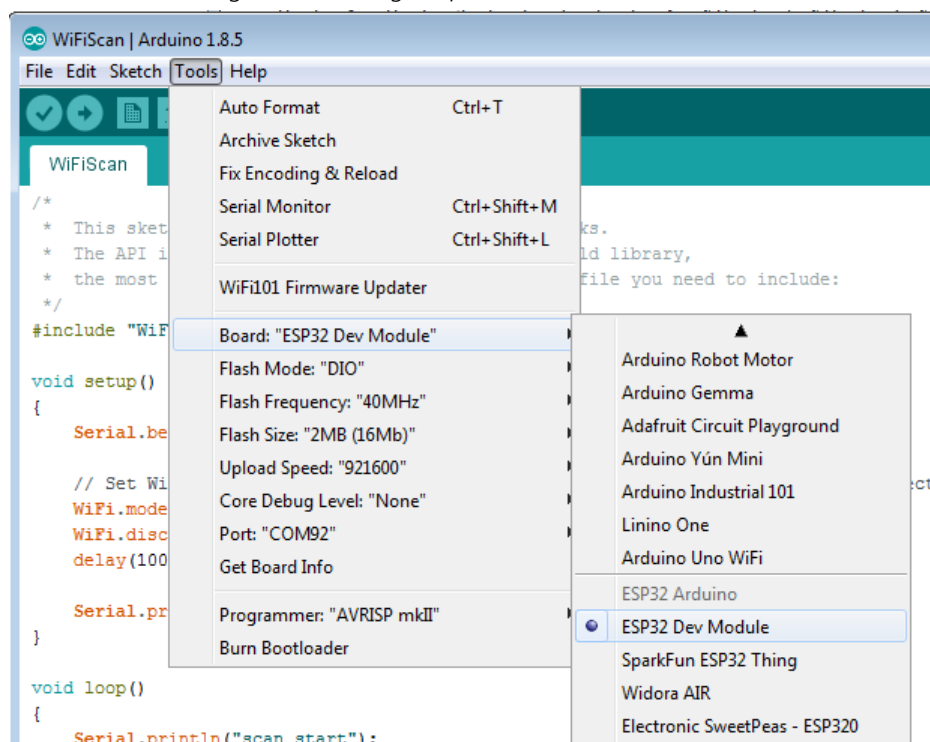 WiFiScan | Arduino 1.8.5
File Edit Sketch Tools Help
WiFiScan
Auto Format Ctrl+T
Archive Sketch
Fix Encoding & Reload
Serial Monitor Ctrl+Shift+M
Serial Plotter Ctrl+Shift+L
WiFi101 Firmware Updater
Board: "ESP32 Dev Module"
Flash Mode: "DIO"
Flash Frequency: "40MHz"
Flash Size: "2MB (16Mb)"
Upload Speed: "921600"
Core Debug Level: "None"
Port: "COM92"
Get Board Info
Programmer: "AVRISP mkII"
Burn Bootloader
Arduino Robot Motor
Arduino Gemma
Adafruit Circuit Playground
Arduino Yún Mini
Arduino Industrial 101
Linino One
Arduino Uno WiFi
ESP32 Arduino
ESP32 Dev Module
SparkFun ESP32 Thing
Widora AIR
Electronic SweetPeas - ESP320
/*
* This sket ks.
* The API i ld library,
* the most file you need to include:
*/
#include "WiF
void setup()
{
Serial.be
// Set Wi ect
WiFi.mode
WiFi.disc
delay(100
Serial.pr
}
void loop()
{
Serial.println("scan start");